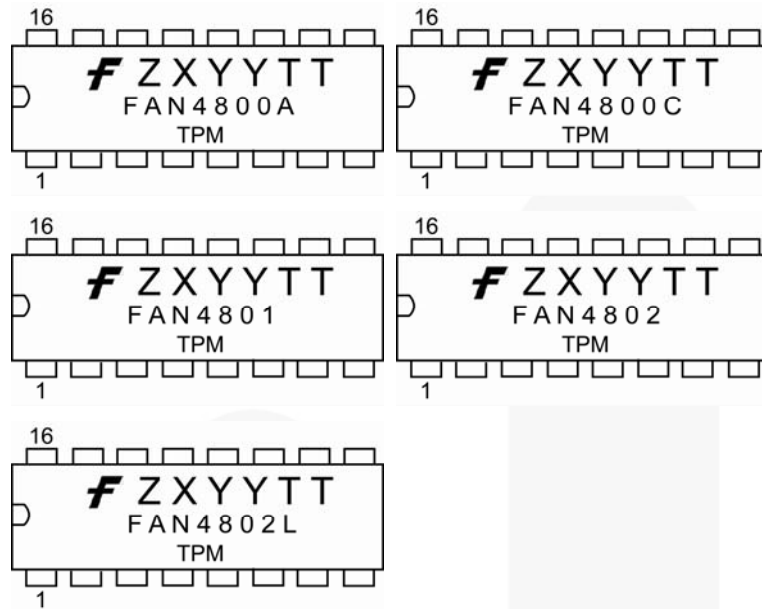 16
ZXYYTT
FAN4800A
TPM
1
16
ZXYYTT
FAN4800C
TPM
1
16
ZXYYTT
FAN4801
TPM
1
16
ZXYYTT
FAN4802
TPM
1
16
ZXYYTT
FAN4802L
TPM
1